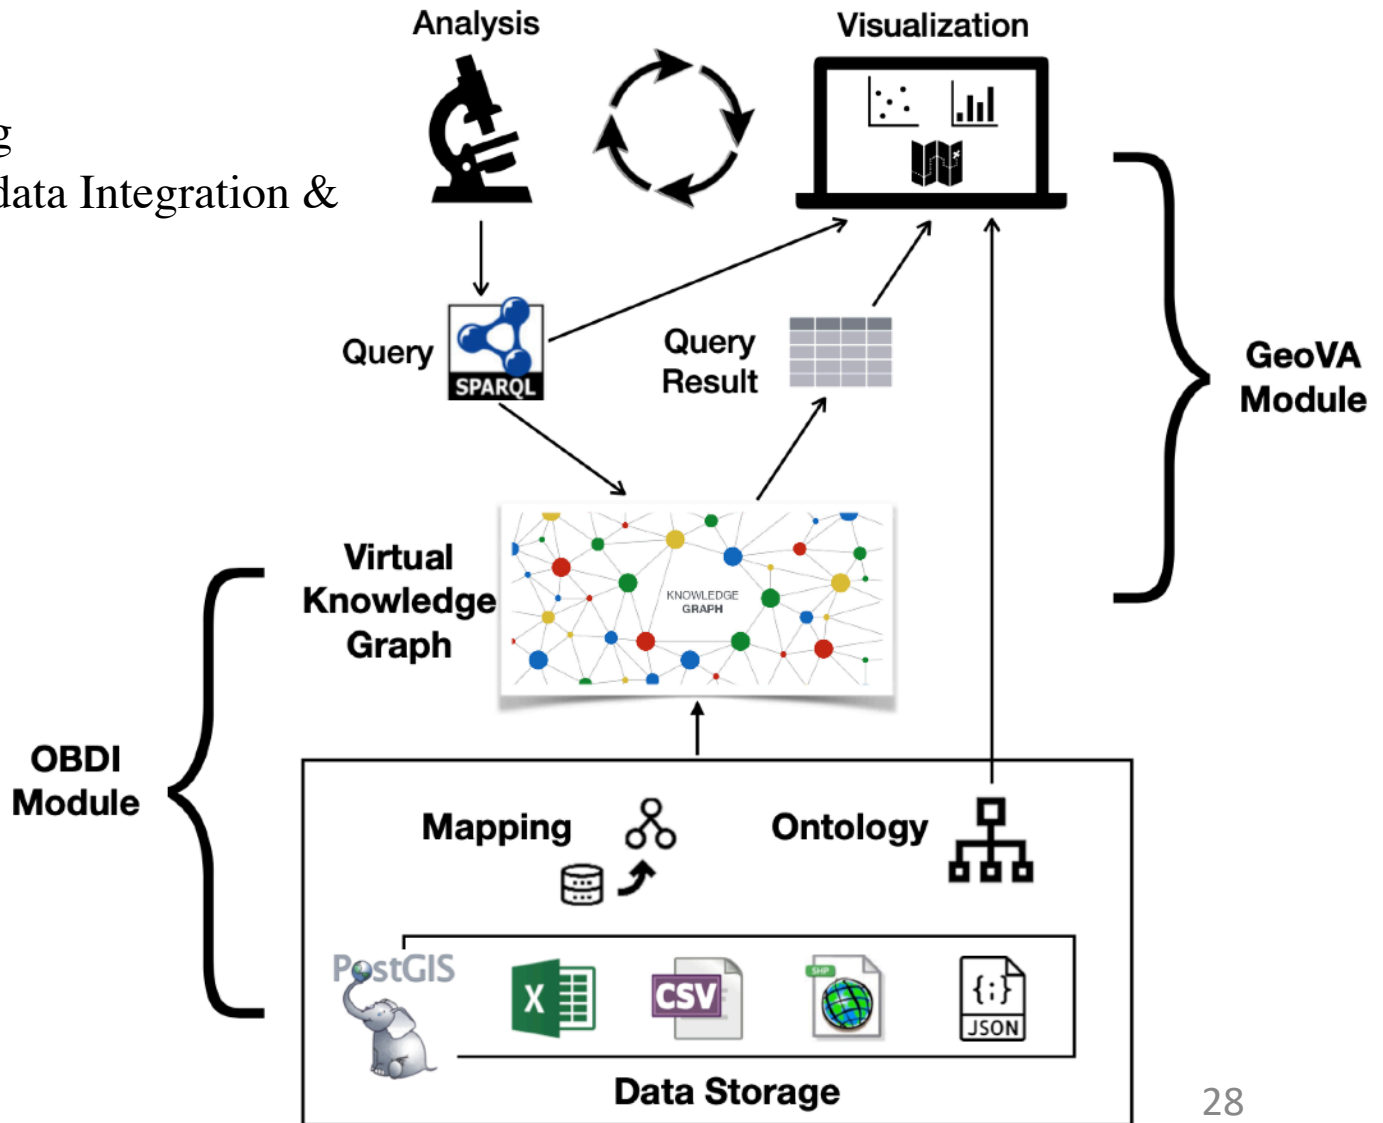 Analysis
Visualization
g
data Integration &
Query
SPARQL
Query
Result
GeoVA
Module
Virtual
Knowledge
Graph
KNOWLEDGE
GRAPH
OBDI
Module
Mapping
Ontology
PostGIS
X
CSV
SHP
{;}
JSON
Data Storage
28